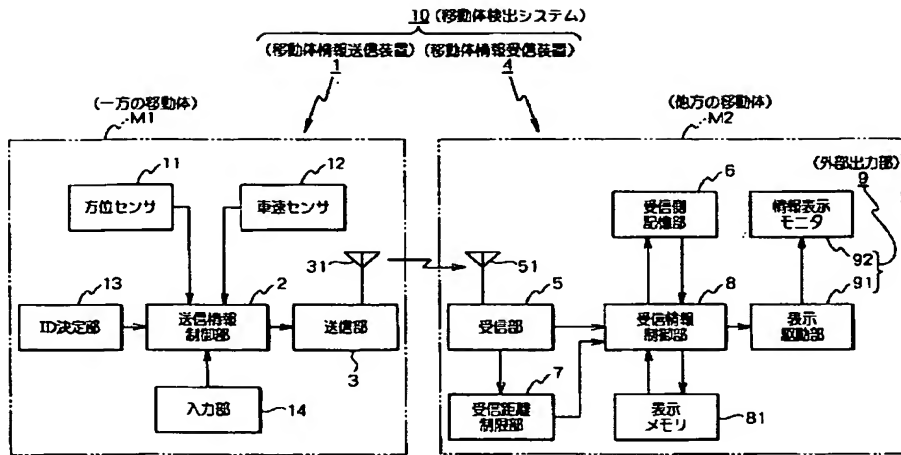 10 (移動体検出システム)
(移動体情報送信装置) (移動体情報受信装置)
1
4
(一方の移動体)
M1
(他方の移動体)
M2
(外部出力部)
9
11
方位センサ
12
車速センサ
6
受信側
記憶部
情報表示
モニタ
92
91
31
51
13
ID決定部
2
送信情報
制御部
送信部
3
5
受信部
8
受信情報
制御部
表示
駆動部
入力部
14
7
受信距離
制限部
表示
メモリ
81